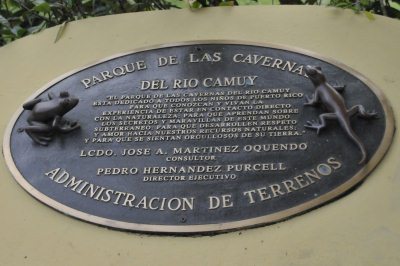 PARQUE DE LAS CAVERNAS
DEL RIO CAMUY
"EL PARQUE DE LAS CAVERNAS DEL RIO CAMUY
ESTA DEDICADO A TODOS LOS NIÑOS DE PUERTO RICO
PARA QUE CONOZCAN Y VIVAN LA
EXPERIENCIA DE ESTAR EN CONTACTO DIRECTO
CON LA NATURALEZA; PARA QUE APRENDAN SOBRE
LOS SECRETOS Y MARAVILLAS DE ESTE MUNDO
SUBTERRANEO; PARA QUE DESARROLLEN RESPETO
Y AMOR HACIA NUESTROS RECURSOS NATURALES,
Y PARA QUE SE SIENTAN ORGULLOSOS DE SU TIERRA."
LCDO. JOSE A. MARTINEZ OQUENDO
CONSULTOR
PEDRO HERNANDEZ PURCELL
DIRECTOR EJECUTIVO
ADMINISTRACION DE TERRENOS